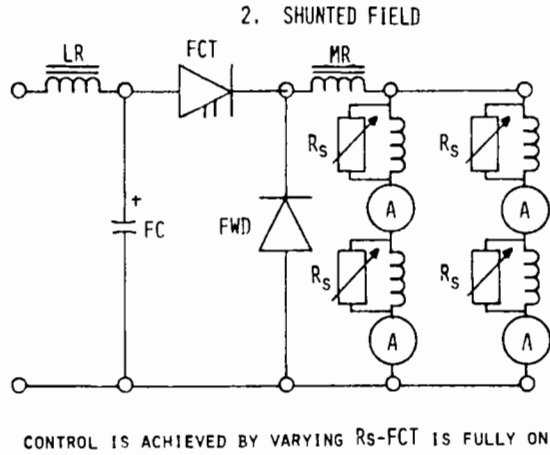 2. SHUNTED FIELD
LR
FCT
MR
Rs
Rs
A
A
+
FC
FWD
Rs
Rs
A
A
CONTROL IS ACHIEVED BY VARYING Rs-FCT IS FULLY ON